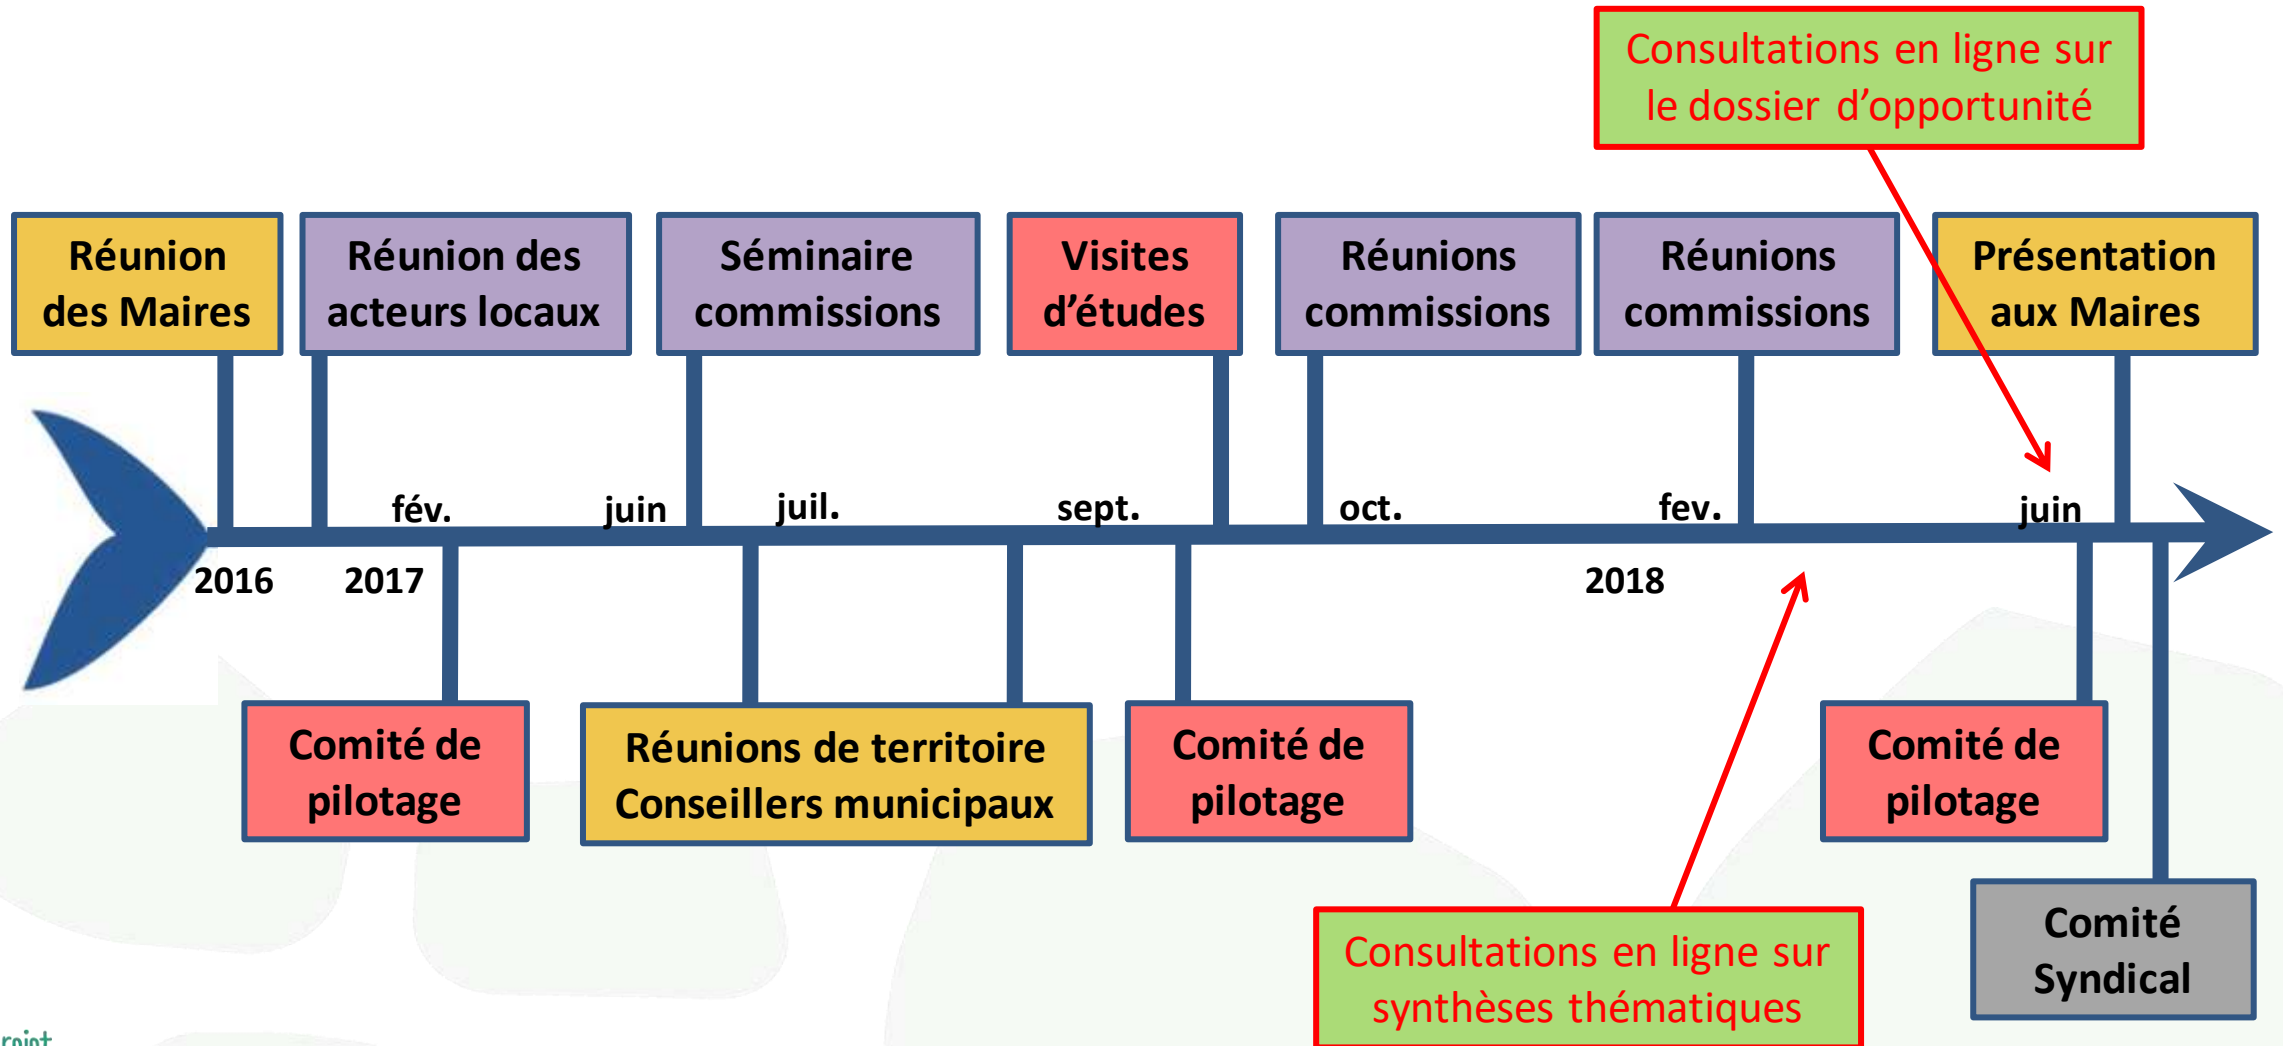 Consultations en ligne sur
le dossier d’opportunité
Réunion
des Maires
Réunion des
acteurs locaux
Séminaire
commissions
Visites
d’études
Réunions
commissions
Réunions
commissions
Présentation
aux Maires
fév.
juin
juil.
sept.
oct.
fev.
juin
2016
2017
2018
Comité de
pilotage
Réunions de territoire
Conseillers municipaux
Comité de
pilotage
Comité de
pilotage
Consultations en ligne sur
synthèses thématiques
Comité
Syndical